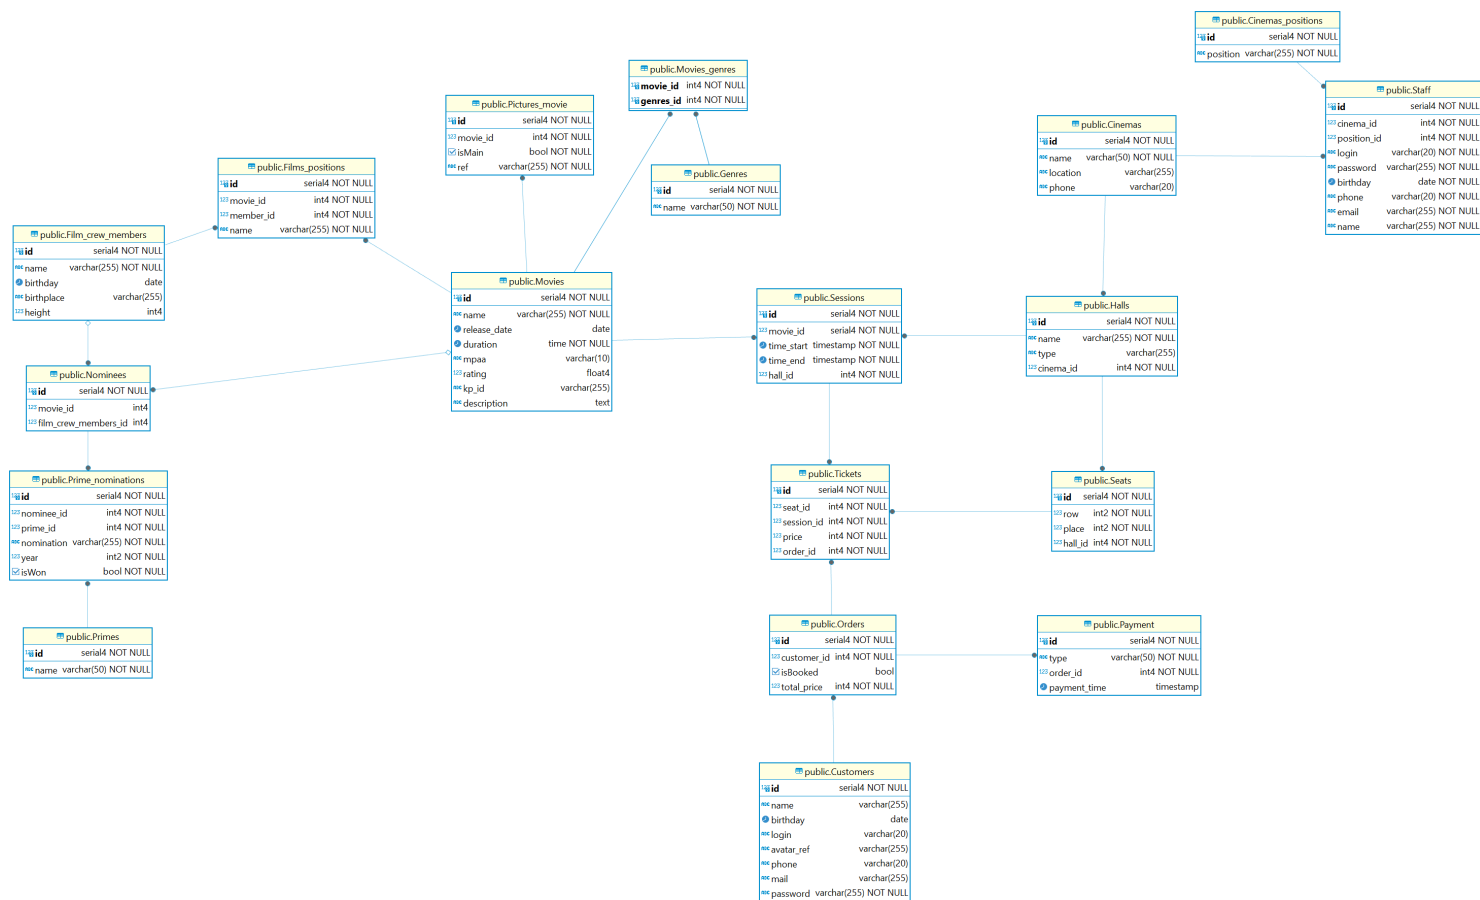 public.Cinemas_positions
id serial4 NOT NULL
position varchar(255) NOT NULL
public.Staff
id serial4 NOT NULL
cinema_id int4 NOT NULL
position_id int4 NOT NULL
login varchar(20) NOT NULL
password varchar(255) NOT NULL
birthday date NOT NULL
phone varchar(20) NOT NULL
email varchar(255) NOT NULL
name varchar(255) NOT NULL
public.Movies_genres
movie_id int4 NOT NULL
genres_id int4 NOT NULL
public.Pictures_movie
id serial4 NOT NULL
movie_id int4 NOT NULL
isMain bool NOT NULL
ref varchar(255) NOT NULL
public.Cinemas
id serial4 NOT NULL
name varchar(50) NOT NULL
location varchar(255)
phone varchar(20)
public.Films_positions
id serial4 NOT NULL
movie_id int4 NOT NULL
member_id int4 NOT NULL
name varchar(255) NOT NULL
public.Genres
id serial4 NOT NULL
name varchar(50) NOT NULL
public.Film_crew_members
id serial4 NOT NULL
name varchar(255) NOT NULL
birthday date
birthplace varchar(255)
height int4
public.Movies
id serial4 NOT NULL
name varchar(255) NOT NULL
release_date date
duration time NOT NULL
mpaa varchar(10)
rating float4
kp_id varchar(255)
description text
public.Sessions
id serial4 NOT NULL
movie_id serial4 NOT NULL
time_start timestamp NOT NULL
time_end timestamp NOT NULL
hall_id int4 NOT NULL
public.Halls
id serial4 NOT NULL
name varchar(255) NOT NULL
type varchar(255)
cinema_id int4 NOT NULL
public.Nominees
id serial4 NOT NULL
movie_id int4
film_crew_members_id int4
public.Prime_nominations
id serial4 NOT NULL
nominee_id int4 NOT NULL
prime_id int4 NOT NULL
nomination varchar(255) NOT NULL
year int2 NOT NULL
isWon bool NOT NULL
public.Tickets
id serial4 NOT NULL
seat_id int4 NOT NULL
session_id int4 NOT NULL
price int4 NOT NULL
order_id int4 NOT NULL
public.Seats
id serial4 NOT NULL
row int2 NOT NULL
place int2 NOT NULL
hall_id int4 NOT NULL
public.Primes
id serial4 NOT NULL
name varchar(50) NOT NULL
public.Orders
id serial4 NOT NULL
customer_id int4 NOT NULL
isBooked bool
total_price int4 NOT NULL
public.Payment
id serial4 NOT NULL
type varchar(50) NOT NULL
order_id int4 NOT NULL
payment_time timestamp
public.Customers
id serial4 NOT NULL
name varchar(255)
birthday date
login varchar(20)
avatar_ref varchar(255)
phone varchar(20)
mail varchar(255)
password varchar(255) NOT NULL